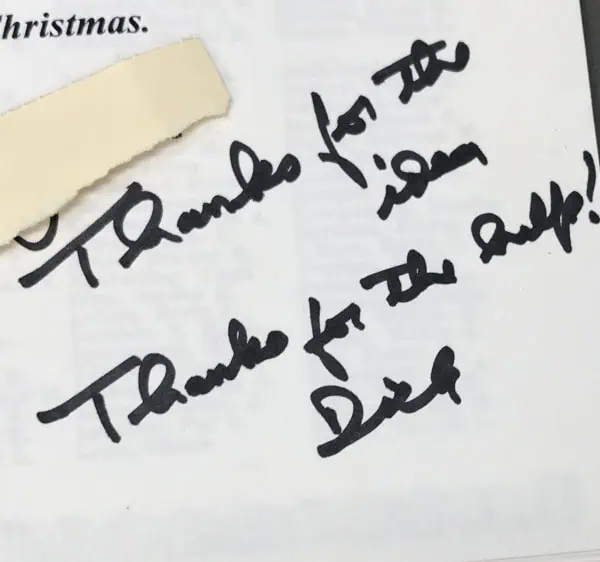 Christmas.
Thanks for the
idea
Thanks for the help!
Dick